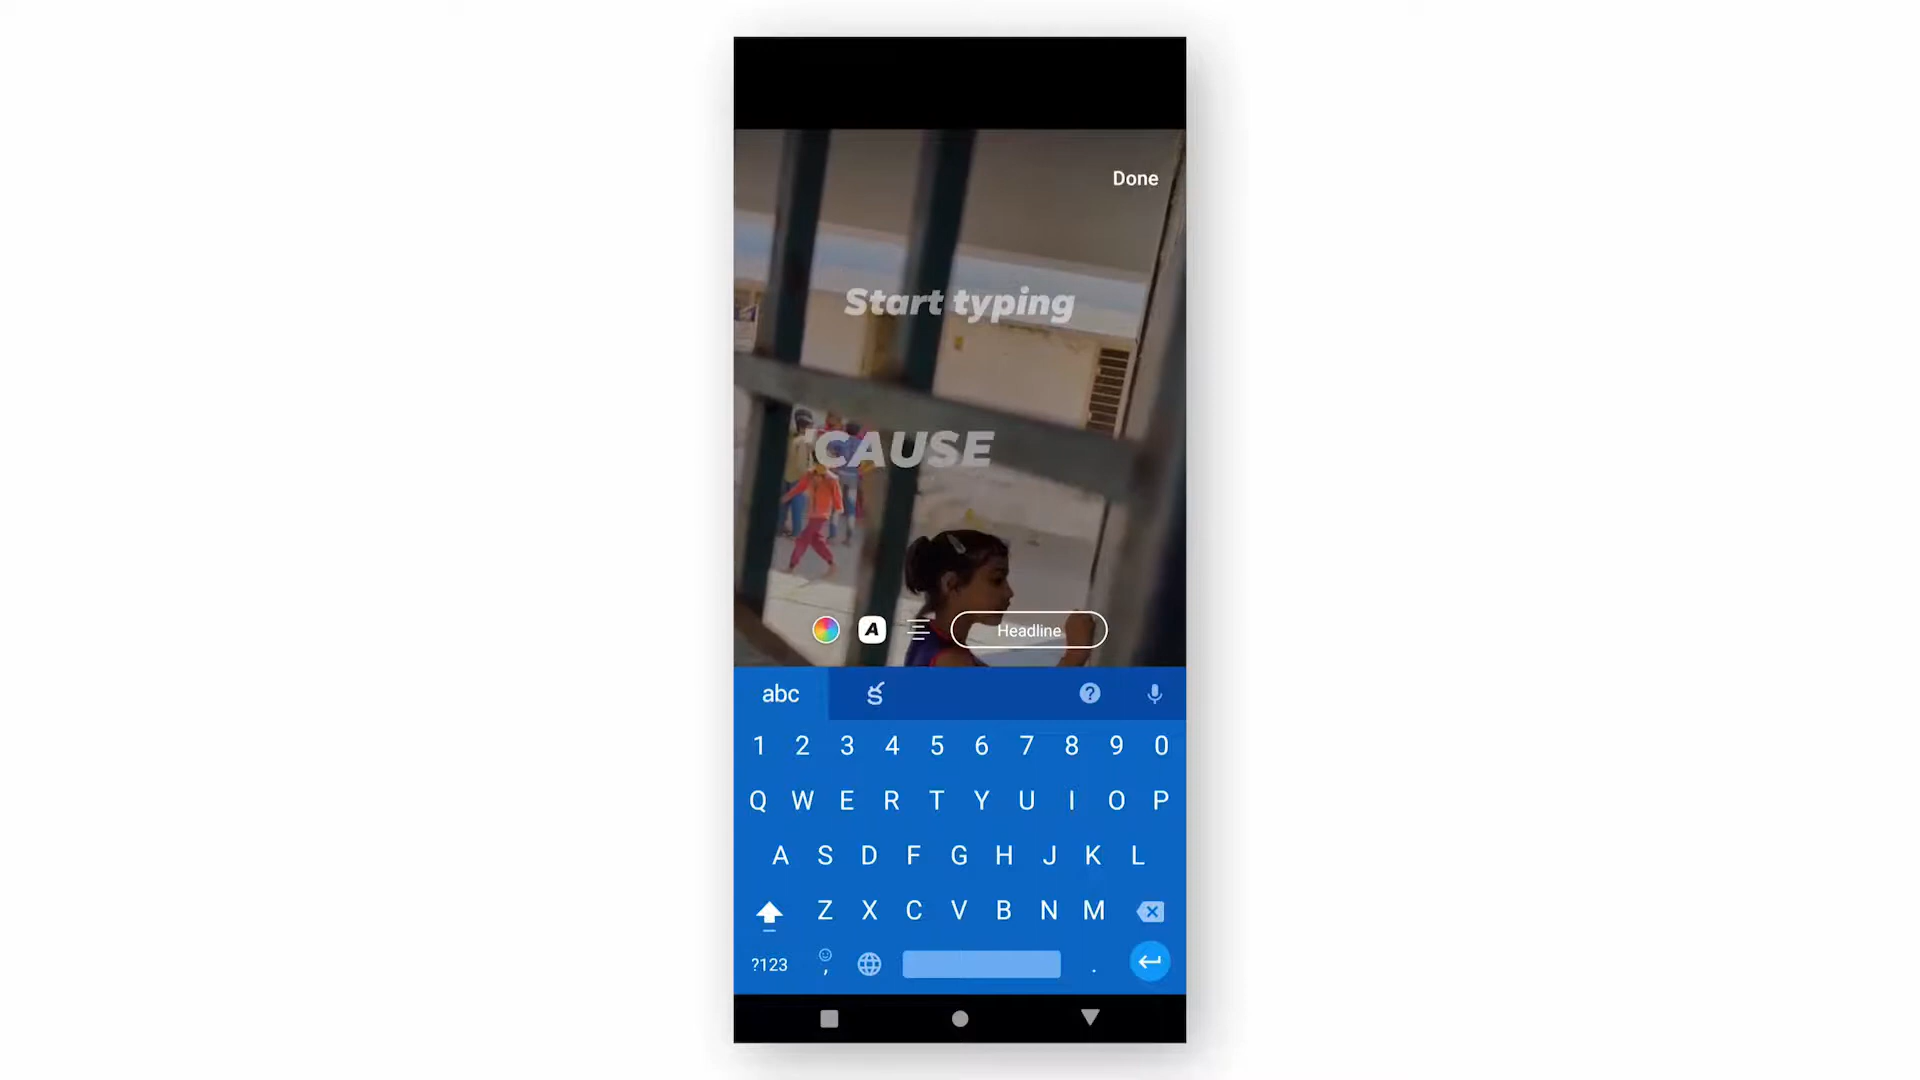 Done
Start typing
'CAUSE
A
Headline
abc
క
1 2 3 4 5 6 7 8 9 0
Q W E R T Y U I O P
A S D F G H J K L
Z X C V B N M
?123 , .